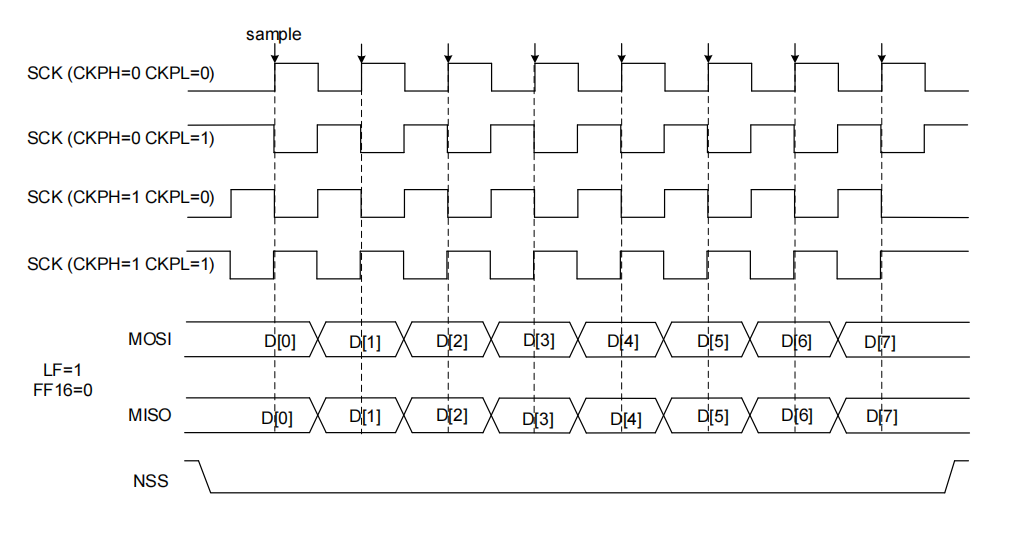 sample
SCK (CKPH=0 CKPL=0)
SCK (CKPH=0 CKPL=1)
SCK (CKPH=1 CKPL=0)
SCK (CKPH=1 CKPL=1)
MOSI D[0] D[1] D[2] D[3] D[4] D[5] D[6] D[7]
LF=1
FF16=0
MISO D[0] D[1] D[2] D[3] D[4] D[5] D[6] D[7]
NSS